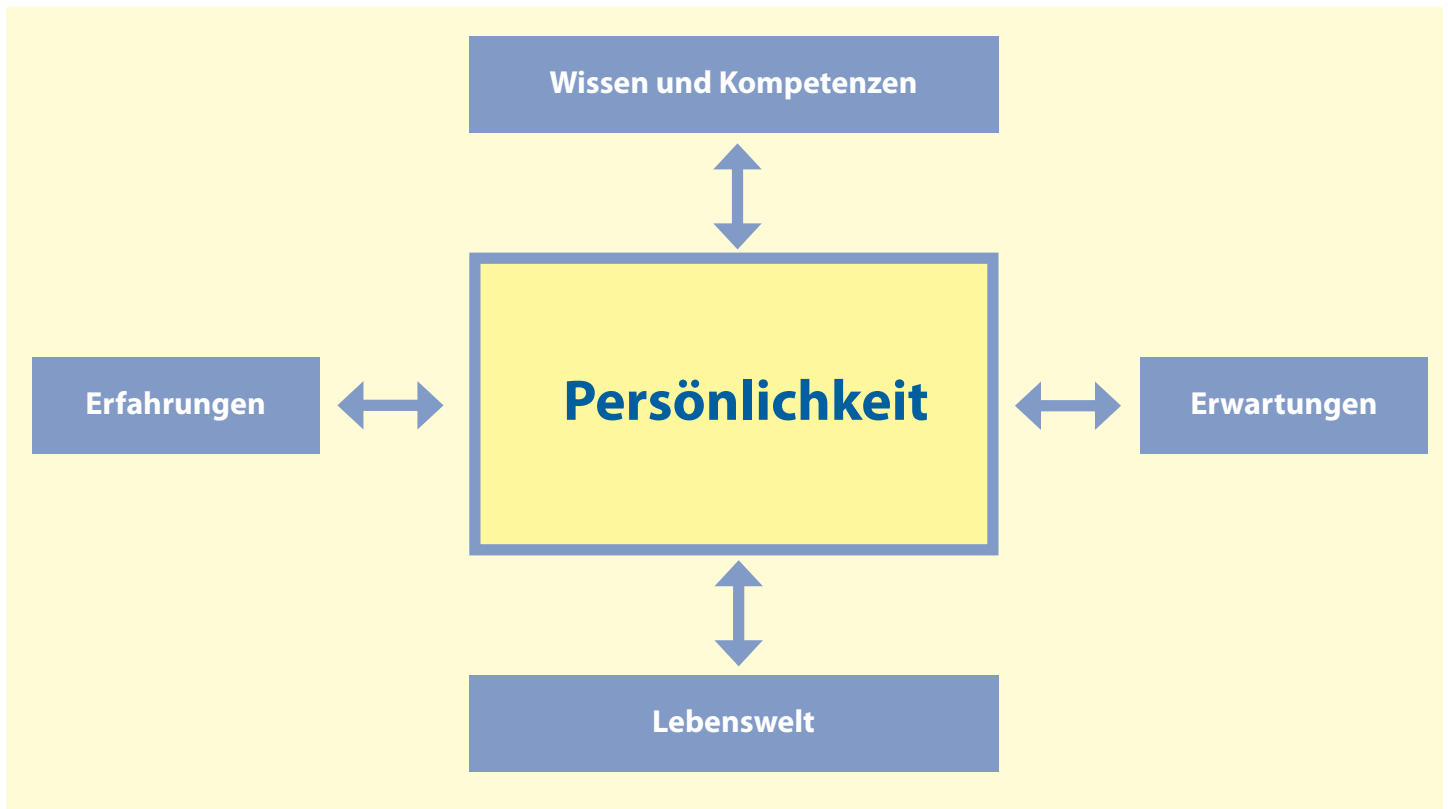 Wissen und Kompetenzen
Erfahrungen
Persönlichkeit
Erwartungen
Lebenswelt